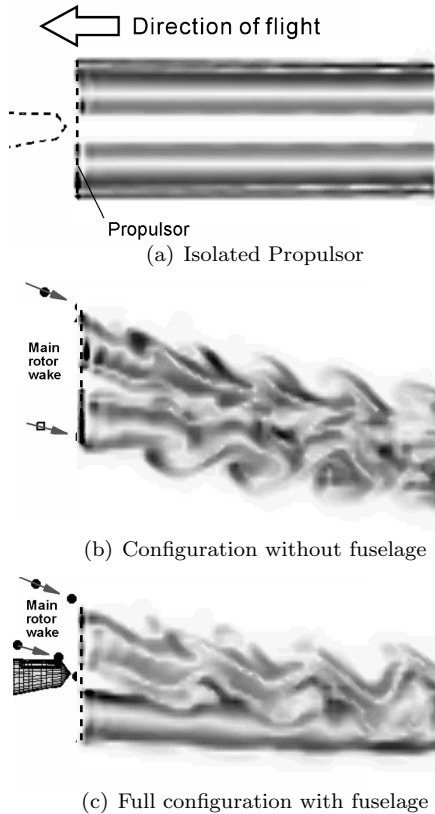 Direction of flight
Propulsor
(a) Isolated Propulsor
Main
rotor
wake
(b) Configuration without fuselage
Main
rotor
wake
(c) Full configuration with fuselage